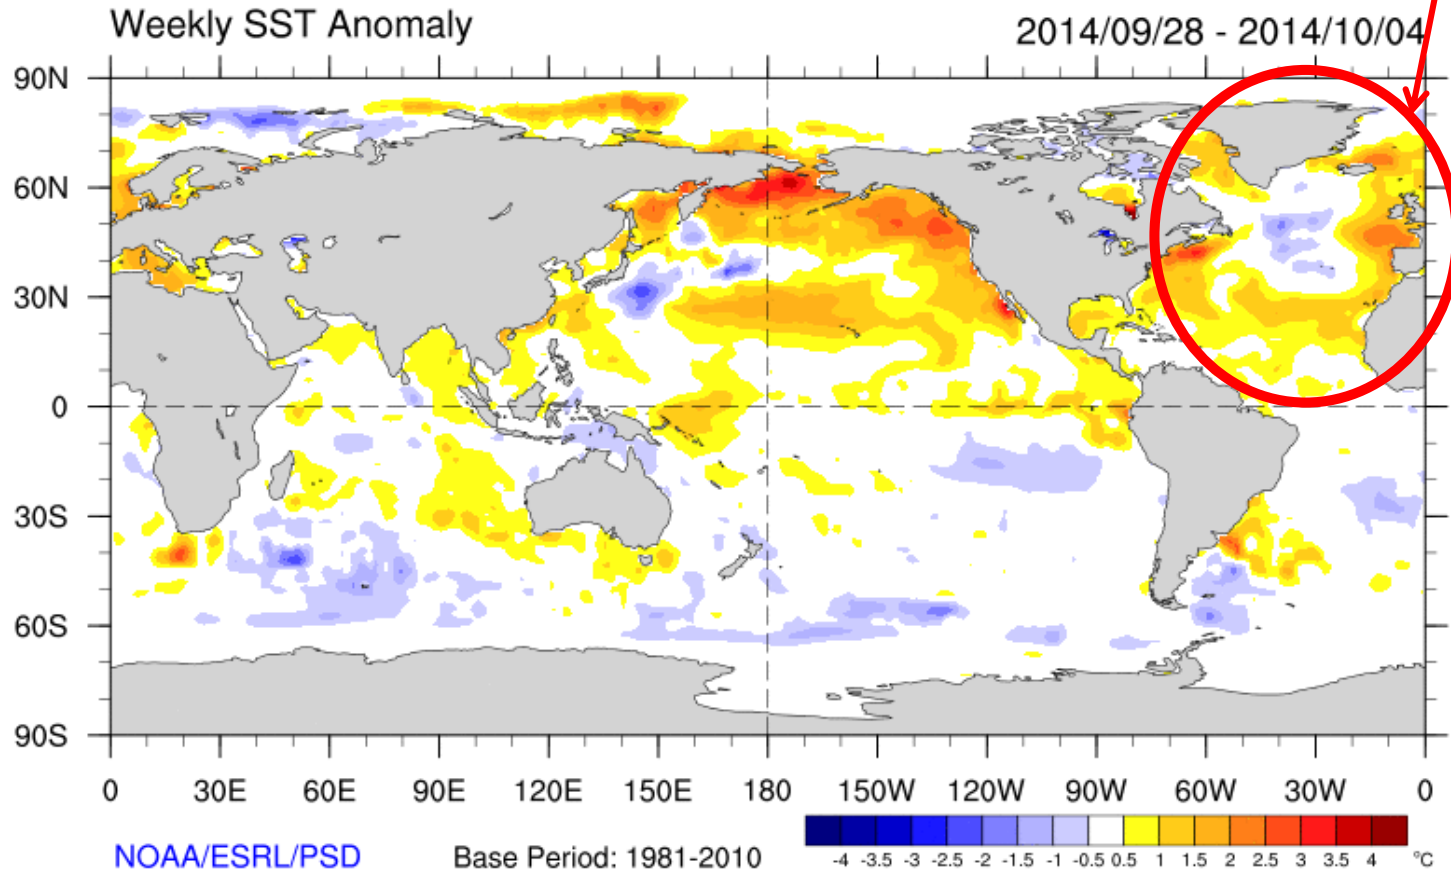 Weekly SST Anomaly 2014/09/28 - 2014/10/04
90N
60N
30N
0
30S
60S
90S
0 30E 60E 90E 120E 150E 180 150W 120W 90W 60W 30W 0
NOAA/ESRL/PSD Base Period: 1981-2010
-4 -3.5 -3 -2.5 -2 -1.5 -1 -0.5 0.5 1 1.5 2 2.5 3 3.5 4 °C